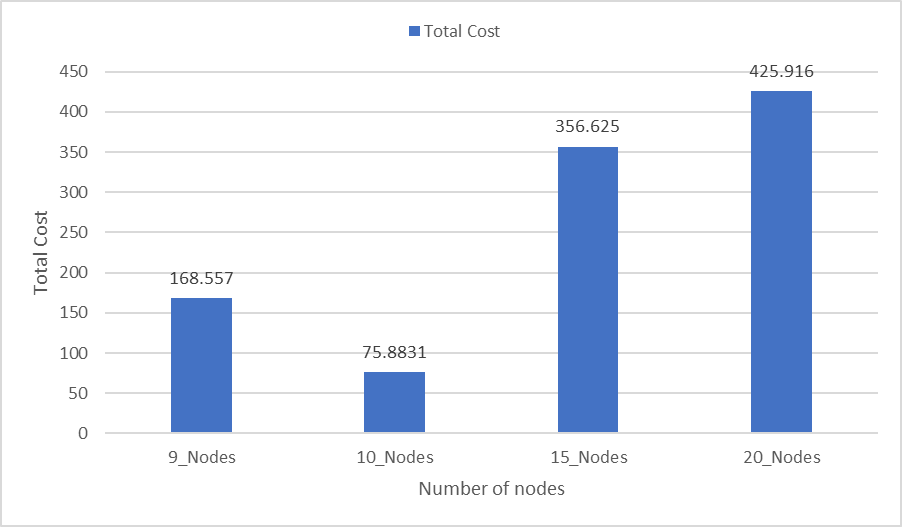 Total Cost
450
400
350
300
250
200
150
100
50
0
Total Cost
168.557
75.8831
356.625
425.916
9_Nodes
10_Nodes
15_Nodes
20_Nodes
Number of nodes